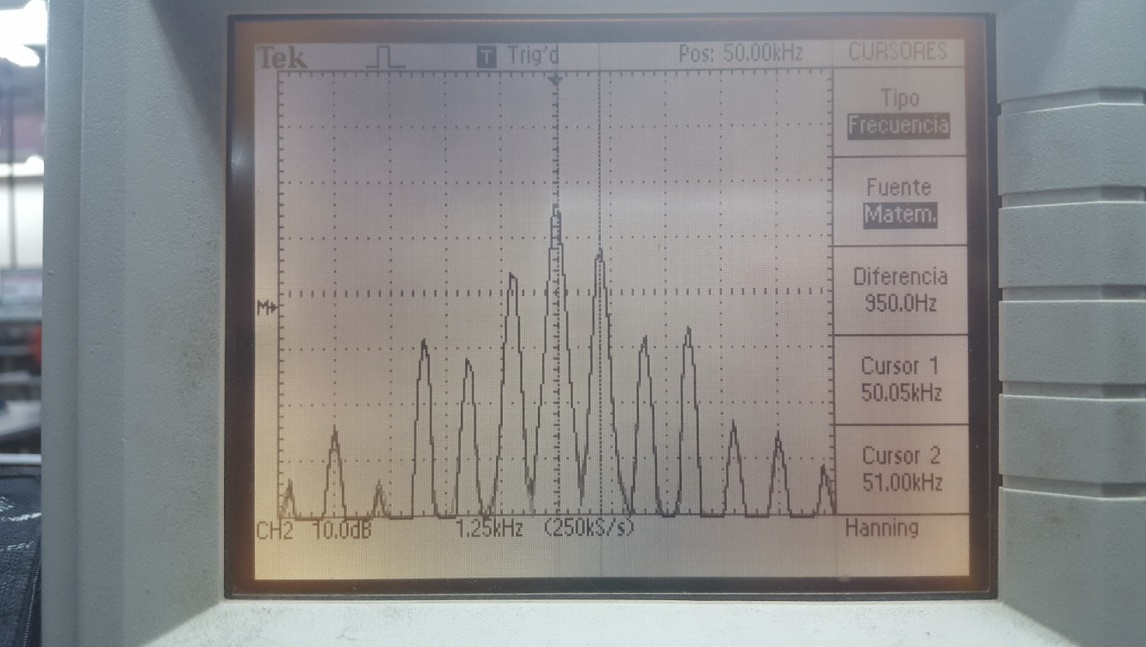 Tek T Trig'd Pos: 50.00kHz CURSORES
Tipo
Frecuencia
Fuente
Matem.
M
Diferencia
950.0Hz
Cursor 1
50.05kHz
Cursor 2
51.00kHz
CH2 10.0dB 1.25kHz (250kS/s) Hanning